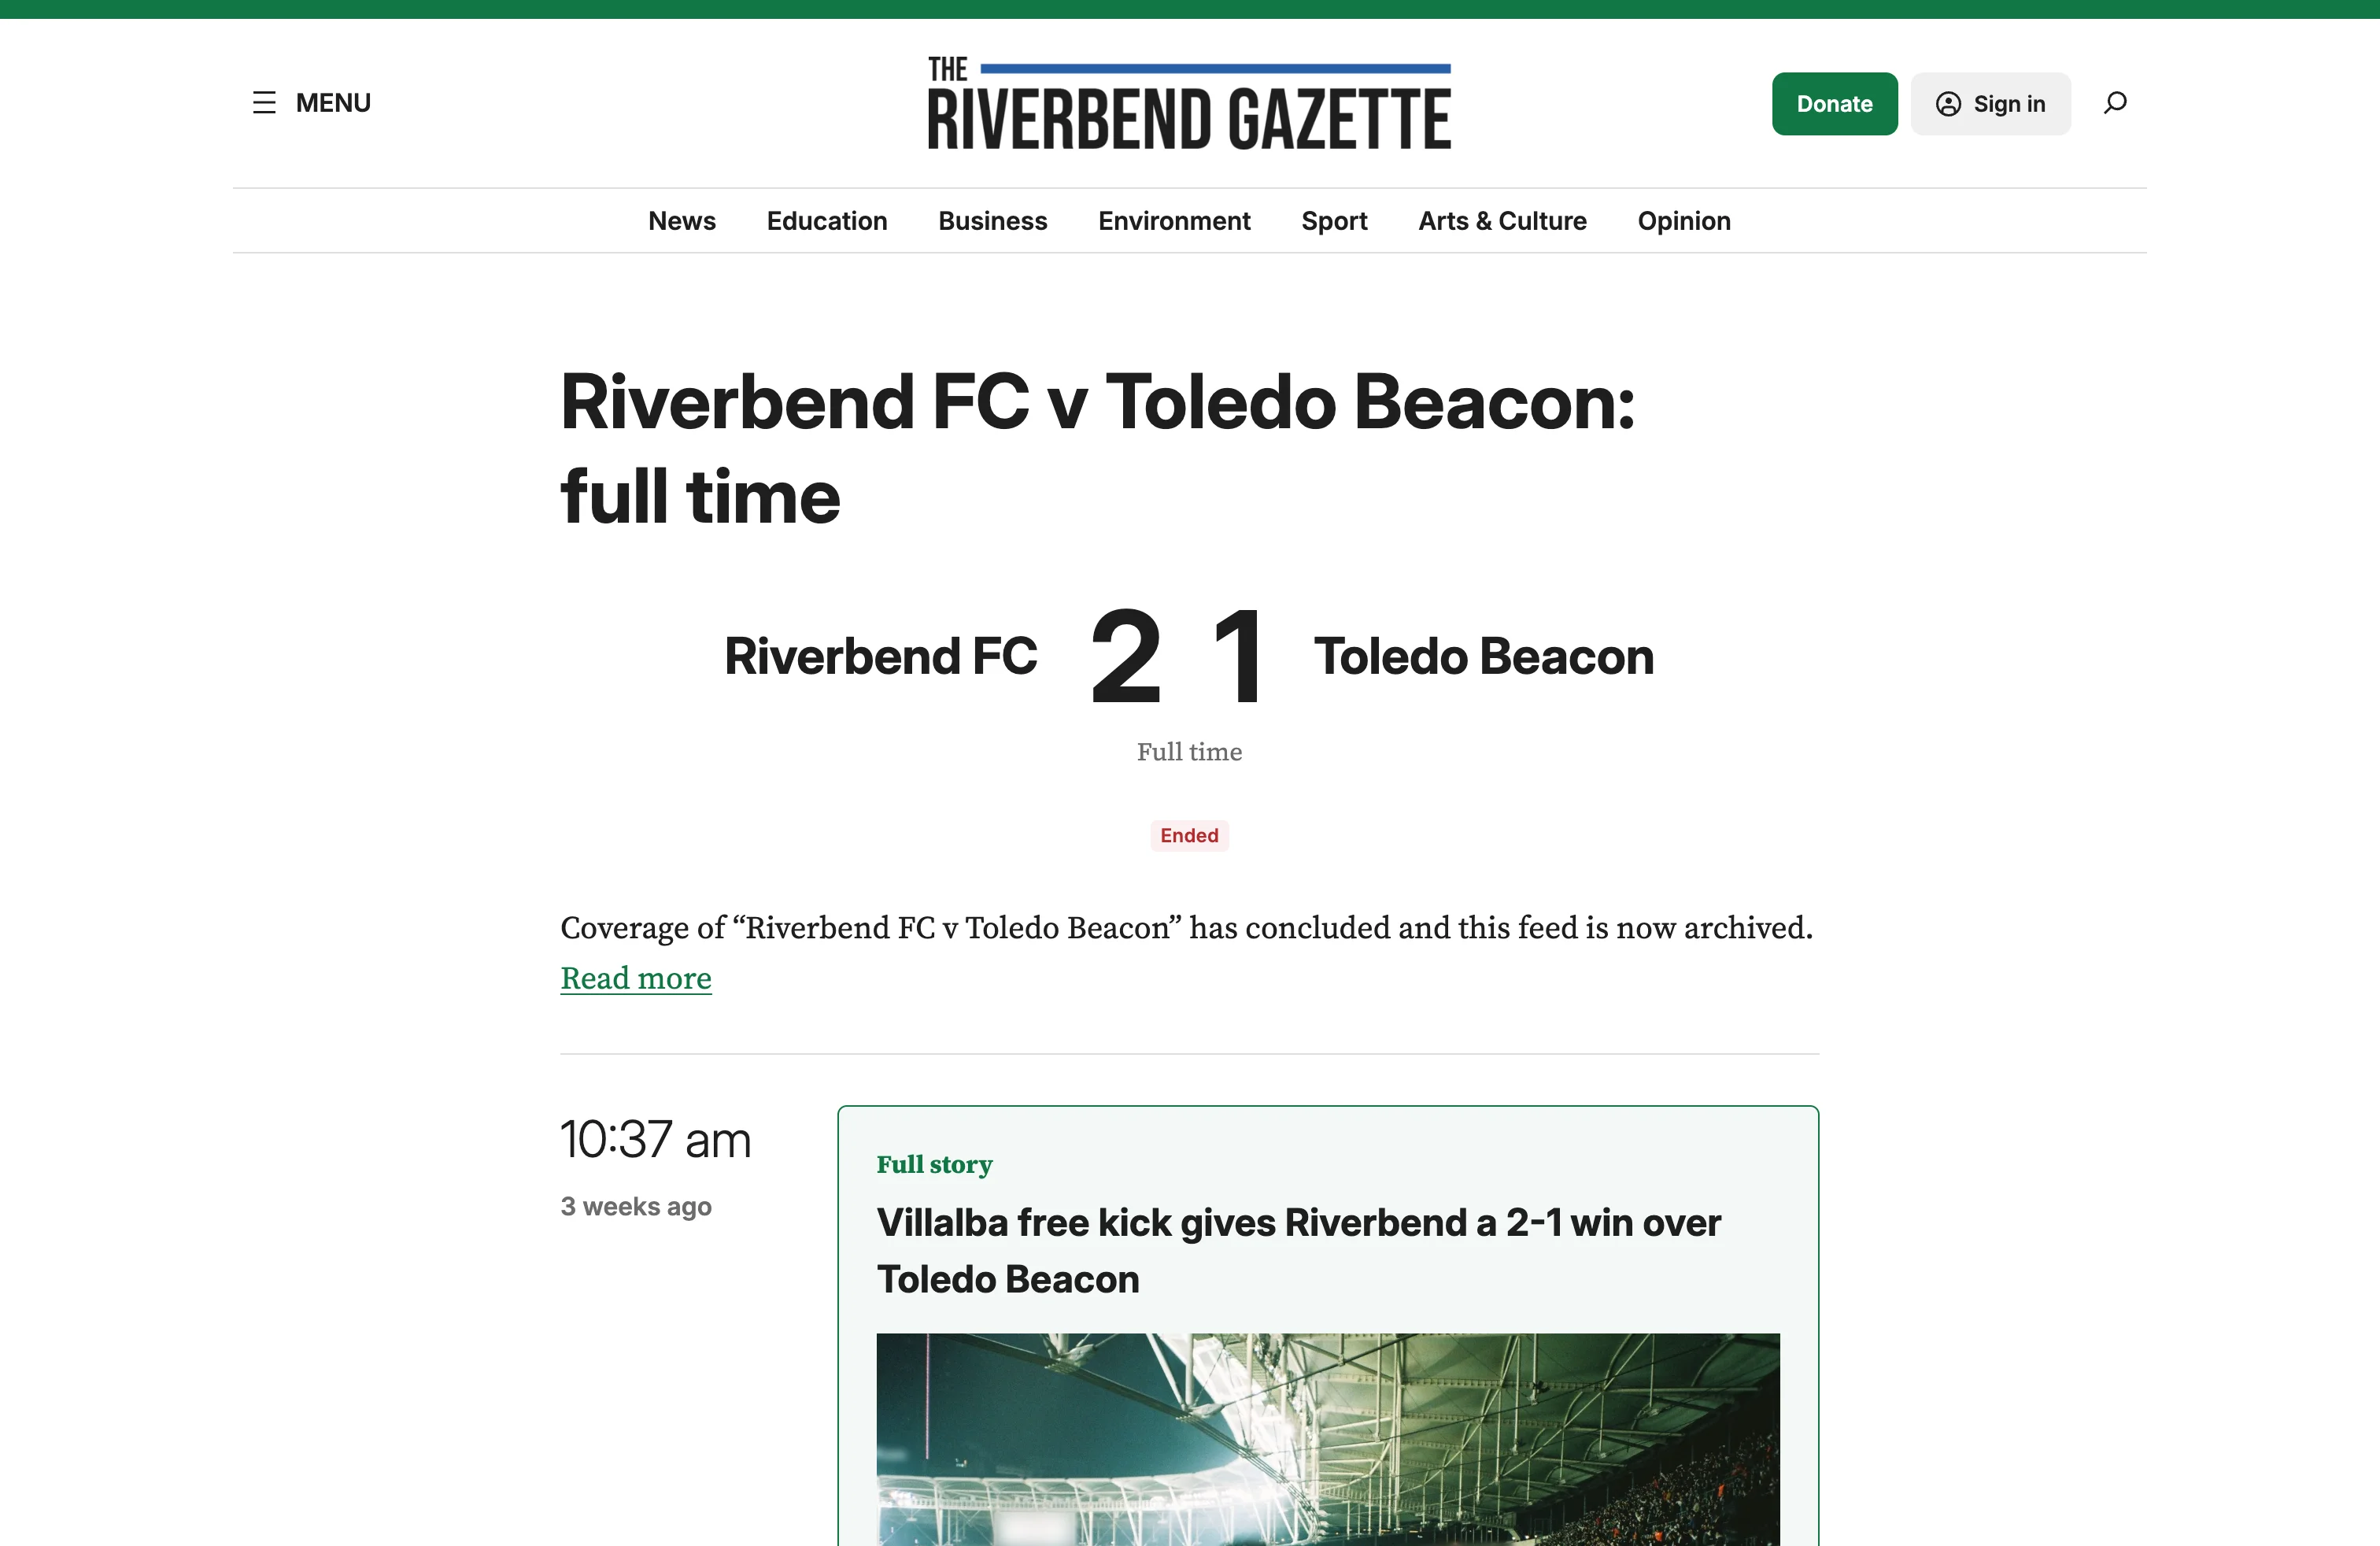 MENU
THE
RIVERBEND GAZETTE
Donate
Sign in
News Education Business Environment Sport Arts & Culture Opinion
Riverbend FC v Toledo Beacon:
full time
Riverbend FC 2 1 Toledo Beacon
Full time
Ended
Coverage of “Riverbend FC v Toledo Beacon” has concluded and this feed is now archived.
Read more
10:37 am
3 weeks ago
Full story
Villalba free kick gives Riverbend a 2-1 win over
Toledo Beacon